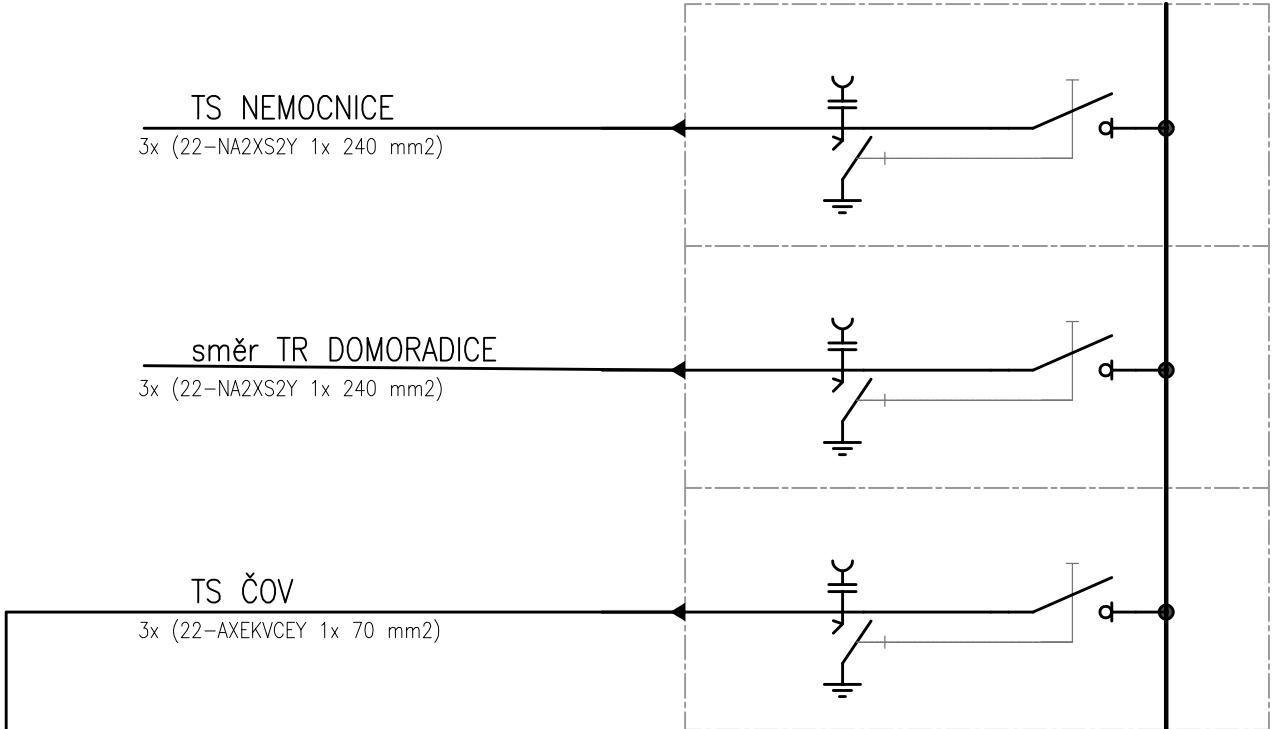 TS NEMOCNICE
3x (22-NA2XS2Y 1x 240 mm2)
směr TR DOMORADICE
3x (22-NA2XS2Y 1x 240 mm2)
TS ČOV
3x (22-AXEKVCEY 1x 70 mm2)